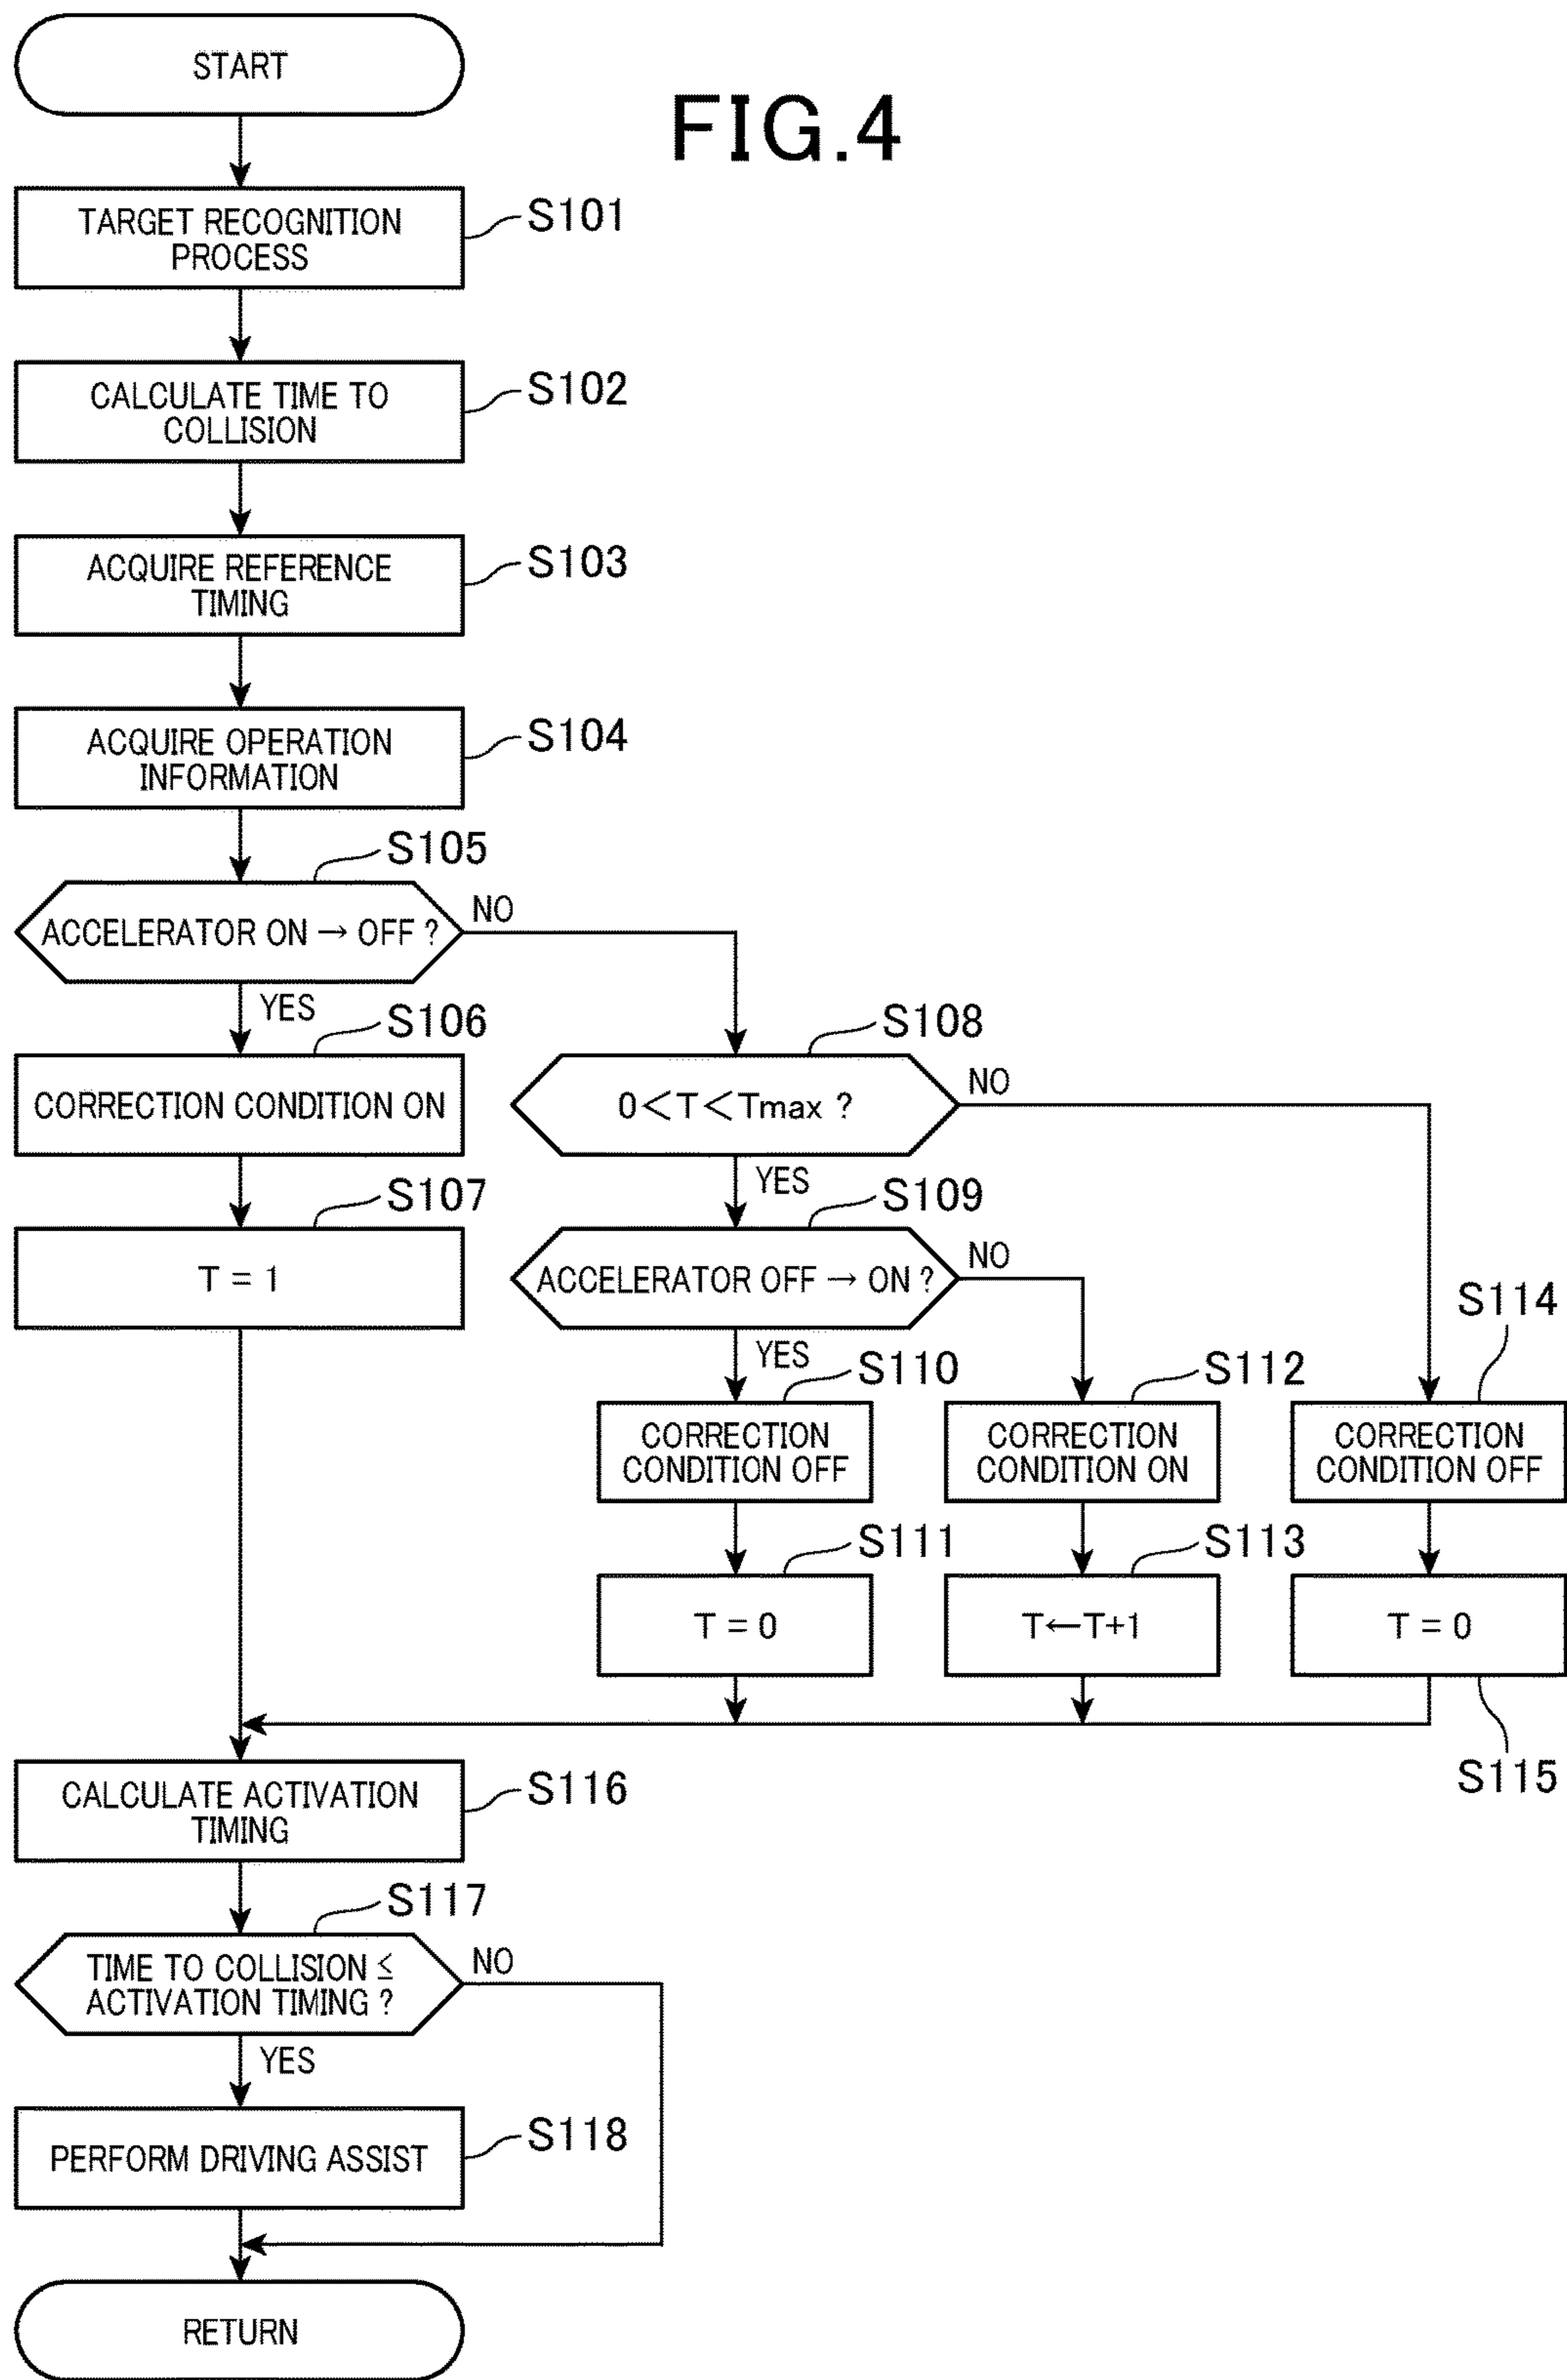 START
FIG.4
TARGET RECOGNITION
PROCESS
S101
CALCULATE TIME TO
COLLISION
S102
ACQUIRE REFERENCE
TIMING
S103
ACQUIRE OPERATION
INFORMATION
S104
S105
ACCELERATOR ON → OFF ?
NO
YES
S106
CORRECTION CONDITION ON
S107
T = 1
S108
0<T<Tmax ?
NO
YES
S109
ACCELERATOR OFF → ON ?
NO
YES
S110
CORRECTION
CONDITION OFF
S111
T = 0
S112
CORRECTION
CONDITION ON
S113
T←T+1
S114
CORRECTION
CONDITION OFF
T = 0
S115
CALCULATE ACTIVATION
TIMING
S116
S117
TIME TO COLLISION ≤
ACTIVATION TIMING ?
NO
YES
PERFORM DRIVING ASSIST
S118
RETURN